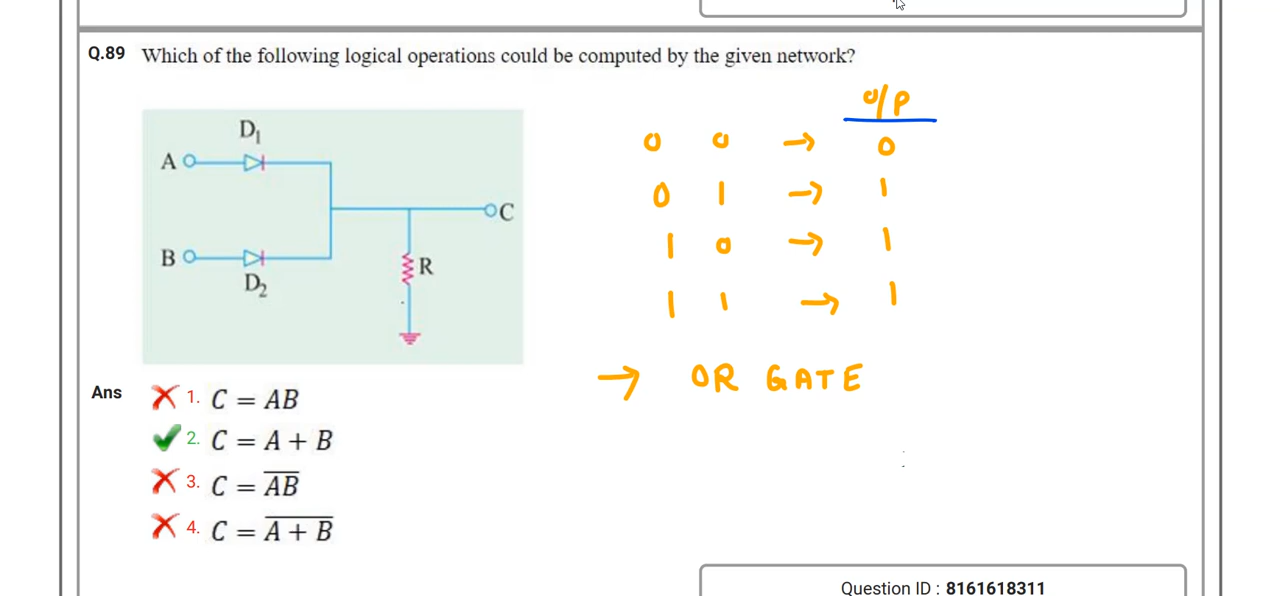 Q.89 Which of the following logical operations could be computed by the given network?
D₁
A
C
B
D₂
R
O/P
0 0 → 0
0 1 → 1
1 0 → 1
1 1 → 1
→ OR GATE
Ans
1. C = AB
2. C = A + B
3. C = \overline{AB}
4. C = \overline{A + B}
Question ID : 8161618311